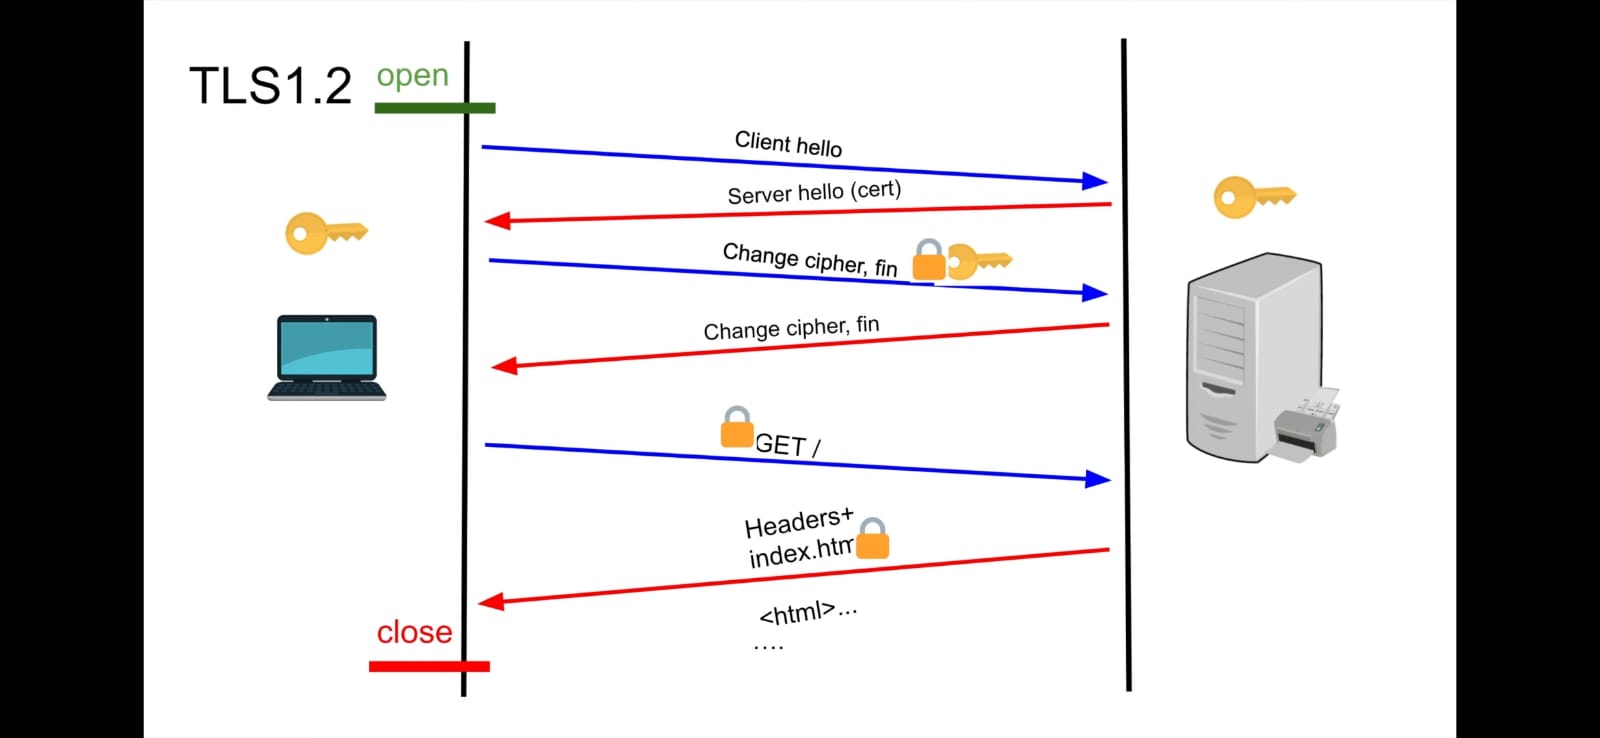 TLS1.2
open
Client hello
Server hello (cert)
Change cipher, fin
Change cipher, fin
GET /
Headers+
index.htm
<html>...
....
close